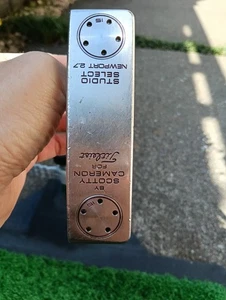 BY
SCOTTY
CAMERON
FOR
Titleist
STUDIO
SELECT
NEWPORT 2.7